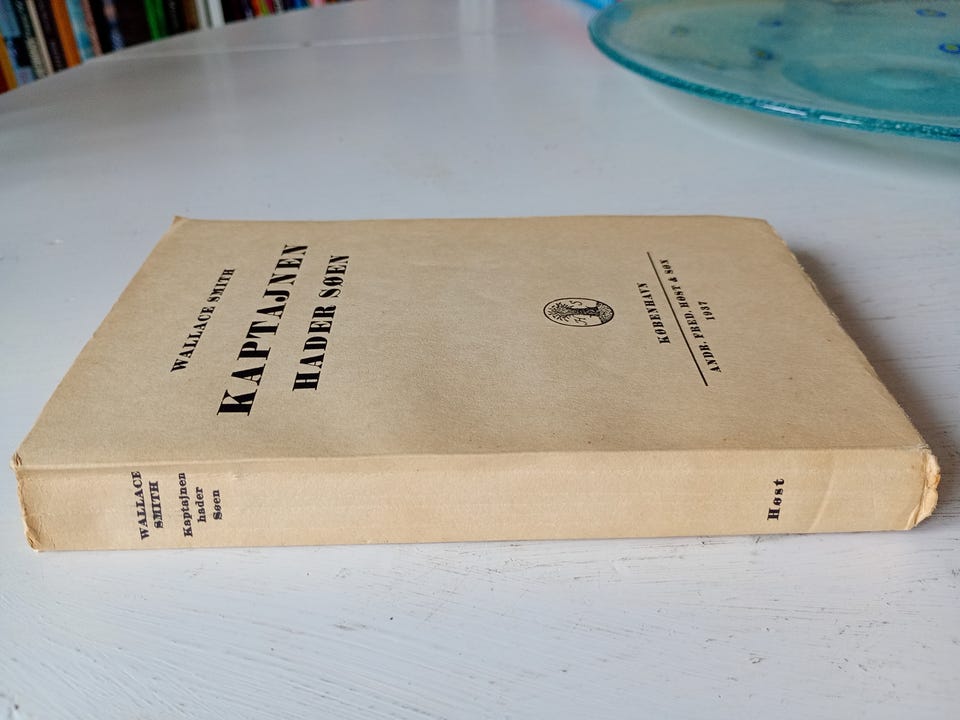 WALLACE SMITH
KAPTAJNEN
HADER SØEN
H S
KØBENHAVN
ANDR. FRED. HØST & SØN
1937
WALLACE
SMITH
Kaptajnen
hader
Søen
Høst